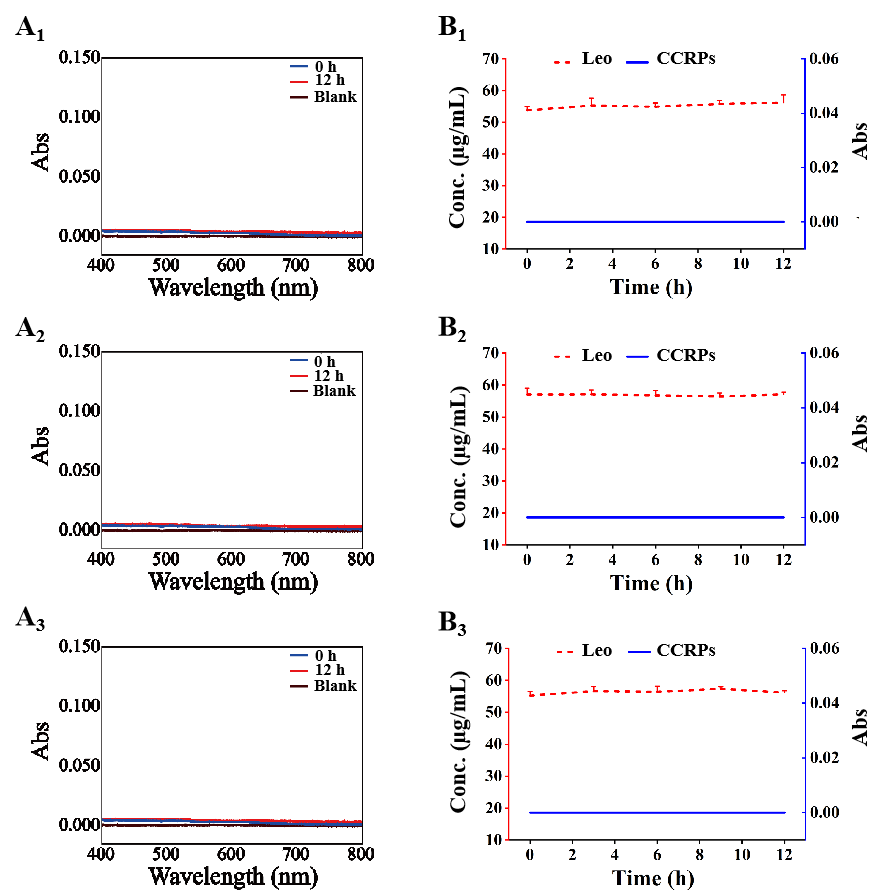 A1
0.150
0.100
0.050
0.000
Abs
0 h
12 h
Blank
400 500 600 700 800
Wavelength (nm)
B1
Leo CCRPs
70
60
50
40
30
20
10
Conc. (μg/mL)
0.06
0.04
0.02
0.00
Abs
0 2 4 6 8 10 12
Time (h)
A2
0.150
0.100
0.050
0.000
Abs
0 h
12 h
Blank
400 500 600 700 800
Wavelength (nm)
B2
Leo CCRPs
70
60
50
40
30
20
10
Conc. (μg/mL)
0.06
0.04
0.02
0.00
Abs
0 2 4 6 8 10 12
Time (h)
A3
0.150
0.100
0.050
0.000
Abs
0 h
12 h
Blank
400 500 600 700 800
Wavelength (nm)
B3
Leo CCRPs
70
60
50
40
30
20
10
Conc. (μg/mL)
0.06
0.04
0.02
0.00
Abs
0 2 4 6 8 10 12
Time (h)